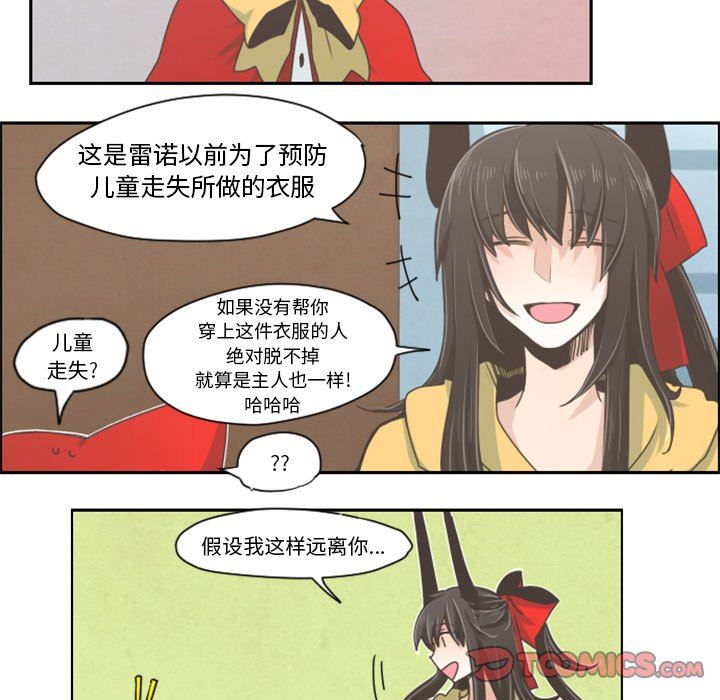 这是雷诺以前为了预防
儿童走失所做的衣服
如果没有帮你
穿上这件衣服的人
绝对脱不掉
就算是主人也一样!
哈哈哈
儿童
走失?
??
假设我这样远离你...
TOOMICS.COM